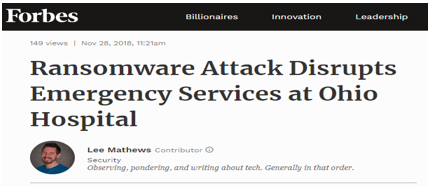 Forbes Billionaires Innovation Leadership
149 views | Nov 28, 2018, 11:21am
Ransomware Attack Disrupts
Emergency Services at Ohio
Hospital
Lee Mathews Contributor
Security
Observing, pondering, and writing about tech. Generally in that order.